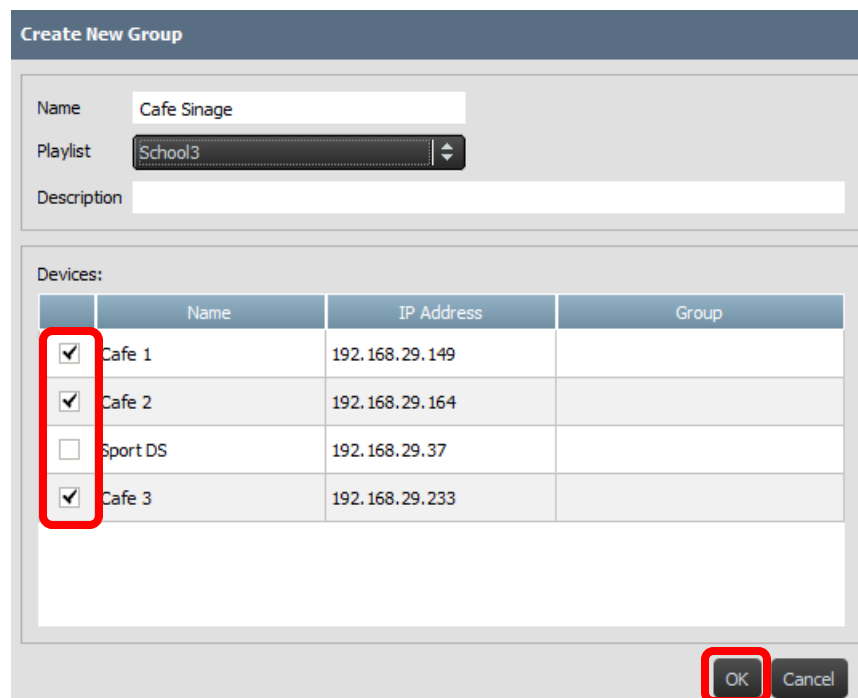 Create New Group
Name Cafe Sinage
Playlist School3
Description
Devices:
Name IP Address Group
Cafe 1 192.168.29.149
Cafe 2 192.168.29.164
Sport DS 192.168.29.37
Cafe 3 192.168.29.233
OK Cancel